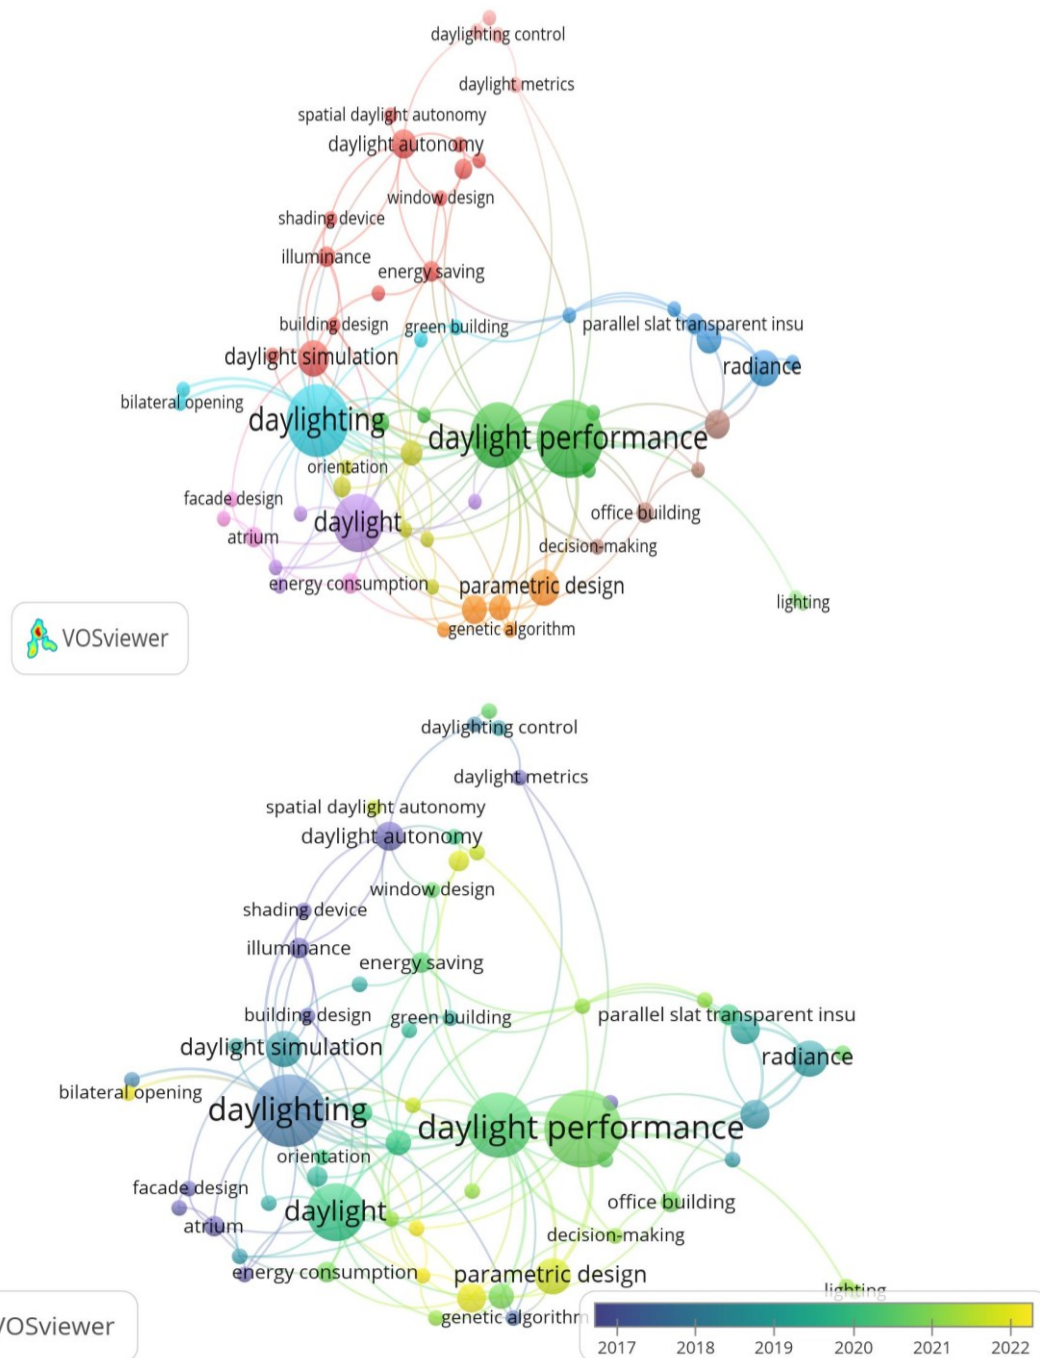 daylighting control
daylight metrics
spatial daylight autonomy
daylight autonomy
window design
shading device
illuminance
energy saving
building design
green building
parallel slat transparent insu
daylight simulation
radiance
bilateral opening
daylighting
daylight performance
orientation
facade design
daylight
office building
atrium
decision-making
energy consumption
parametric design
lighting
genetic algorithm
VOSviewer
daylighting control
daylight metrics
spatial daylight autonomy
daylight autonomy
window design
shading device
illuminance
energy saving
building design
green building
parallel slat transparent insu
daylight simulation
radiance
bilateral opening
daylighting
daylight performance
orientation
facade design
office building
daylight
atrium
decision-making
energy consumption
parametric design
lighting
genetic algorithm
VOSviewer
2017 2018 2019 2020 2021 2022